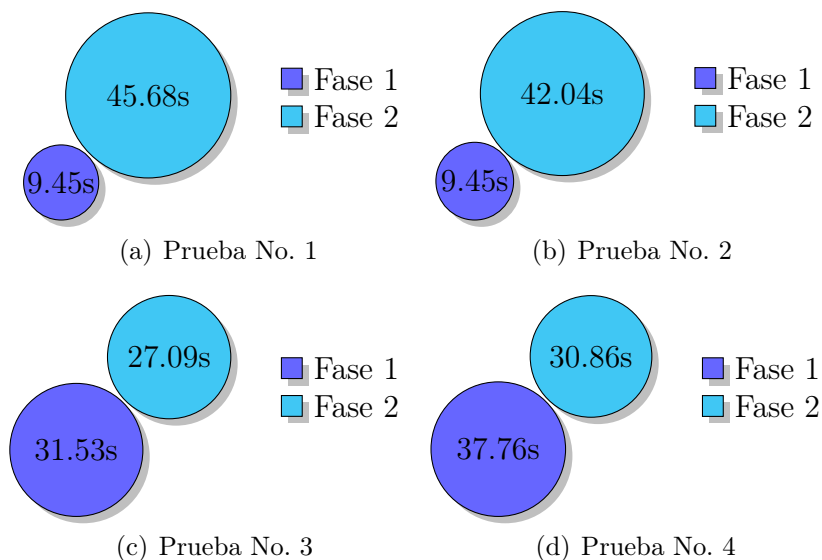 45.68s
9.45s
Fase 1
Fase 2
(a) Prueba No. 1
42.04s
9.45s
Fase 1
Fase 2
(b) Prueba No. 2
27.09s
31.53s
Fase 1
Fase 2
(c) Prueba No. 3
30.86s
37.76s
Fase 1
Fase 2
(d) Prueba No. 4